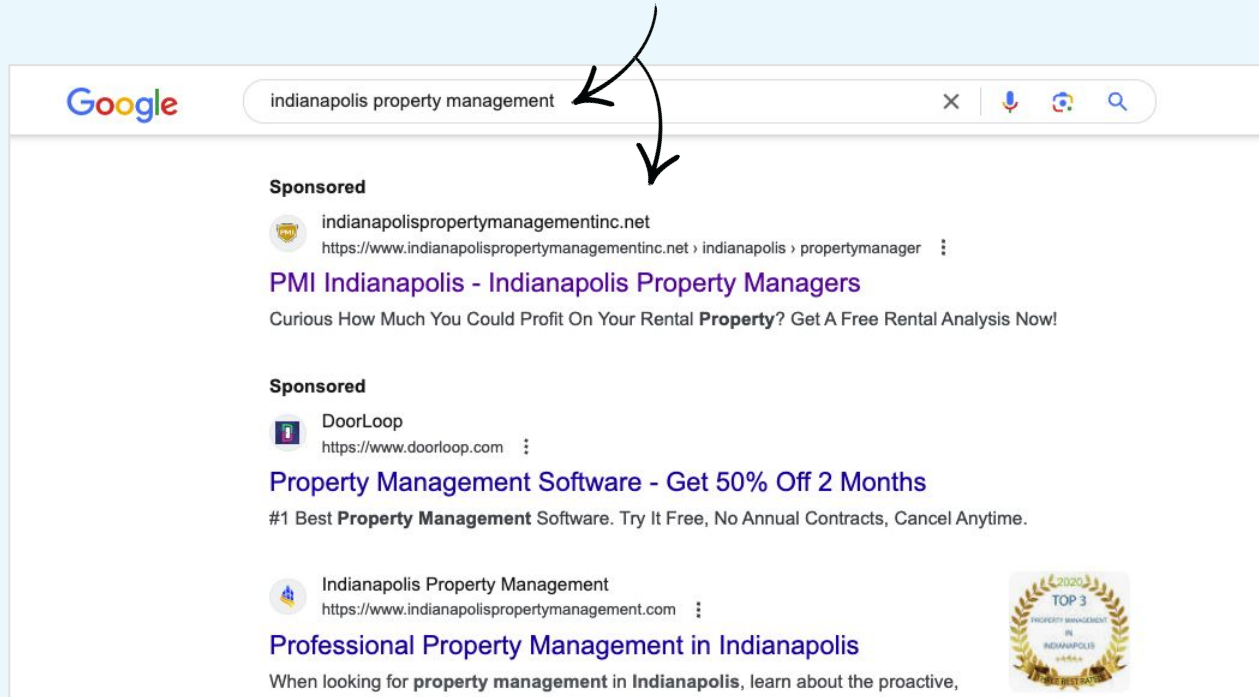 Google
indianapolis property management
Sponsored
PMI
indianapolispropertymanagementinc.net
https://www.indianapolispropertymanagementinc.net › indianapolis › propertymanager
PMI Indianapolis - Indianapolis Property Managers
Curious How Much You Could Profit On Your Rental Property? Get A Free Rental Analysis Now!
Sponsored
DoorLoop
https://www.doorloop.com
Property Management Software - Get 50% Off 2 Months
#1 Best Property Management Software. Try It Free, No Annual Contracts, Cancel Anytime.
Indianapolis Property Management
https://www.indianapolispropertymanagement.com
Professional Property Management in Indianapolis
When looking for property management in Indianapolis, learn about the proactive,
2020
TOP 3
PROPERTY MANAGEMENT
IN
INDIANAPOLIS
THREE BEST RATED